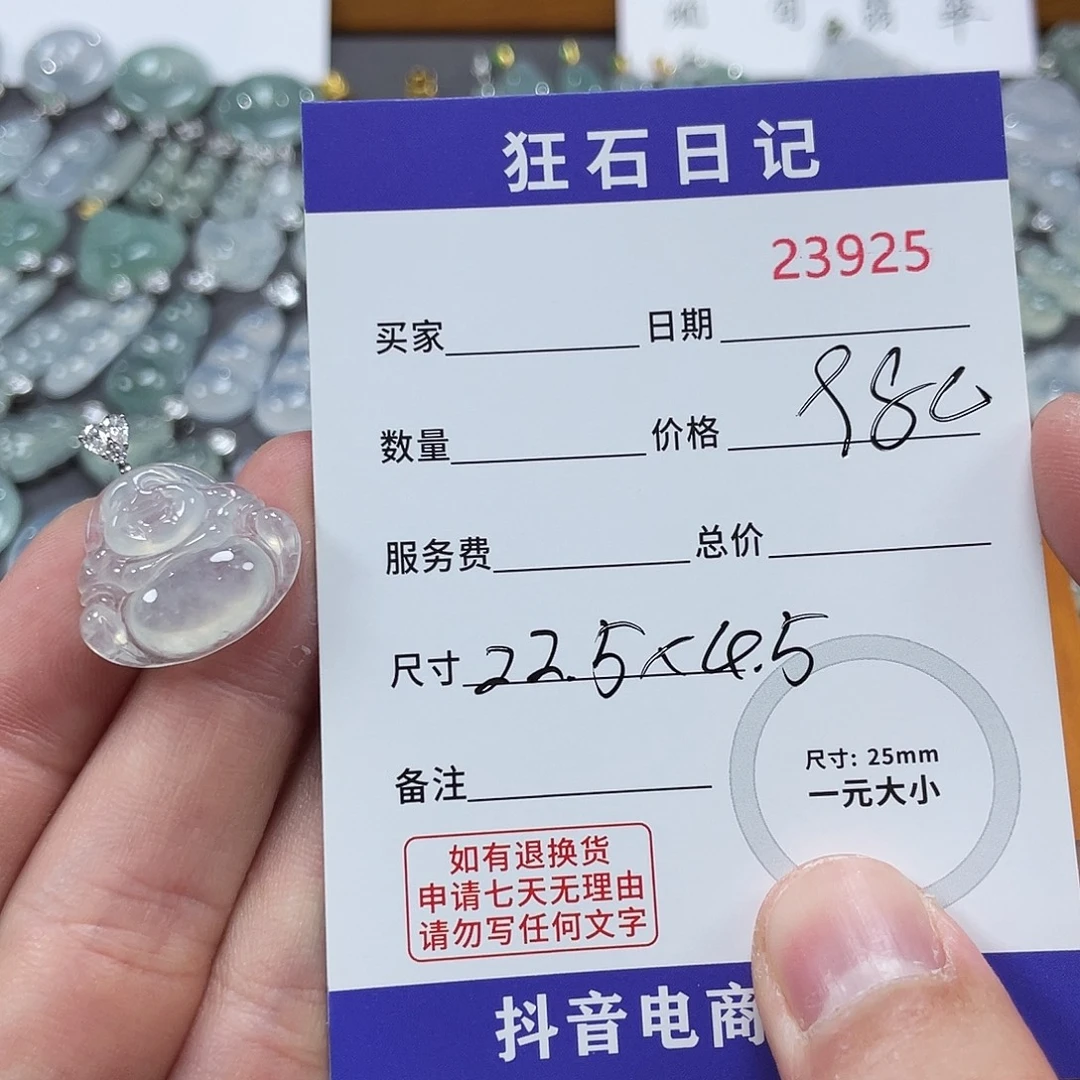 狂石日记
23925
买家 日期
数量 价格 980
服务费 总价
尺寸 22.5×4.5
尺寸: 25mm
一元大小
备注
如有退换货
申请七天无理由
请勿写任何文字
抖音电商